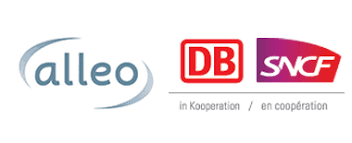 alleo
DB SNCF
in Kooperation / en coopération